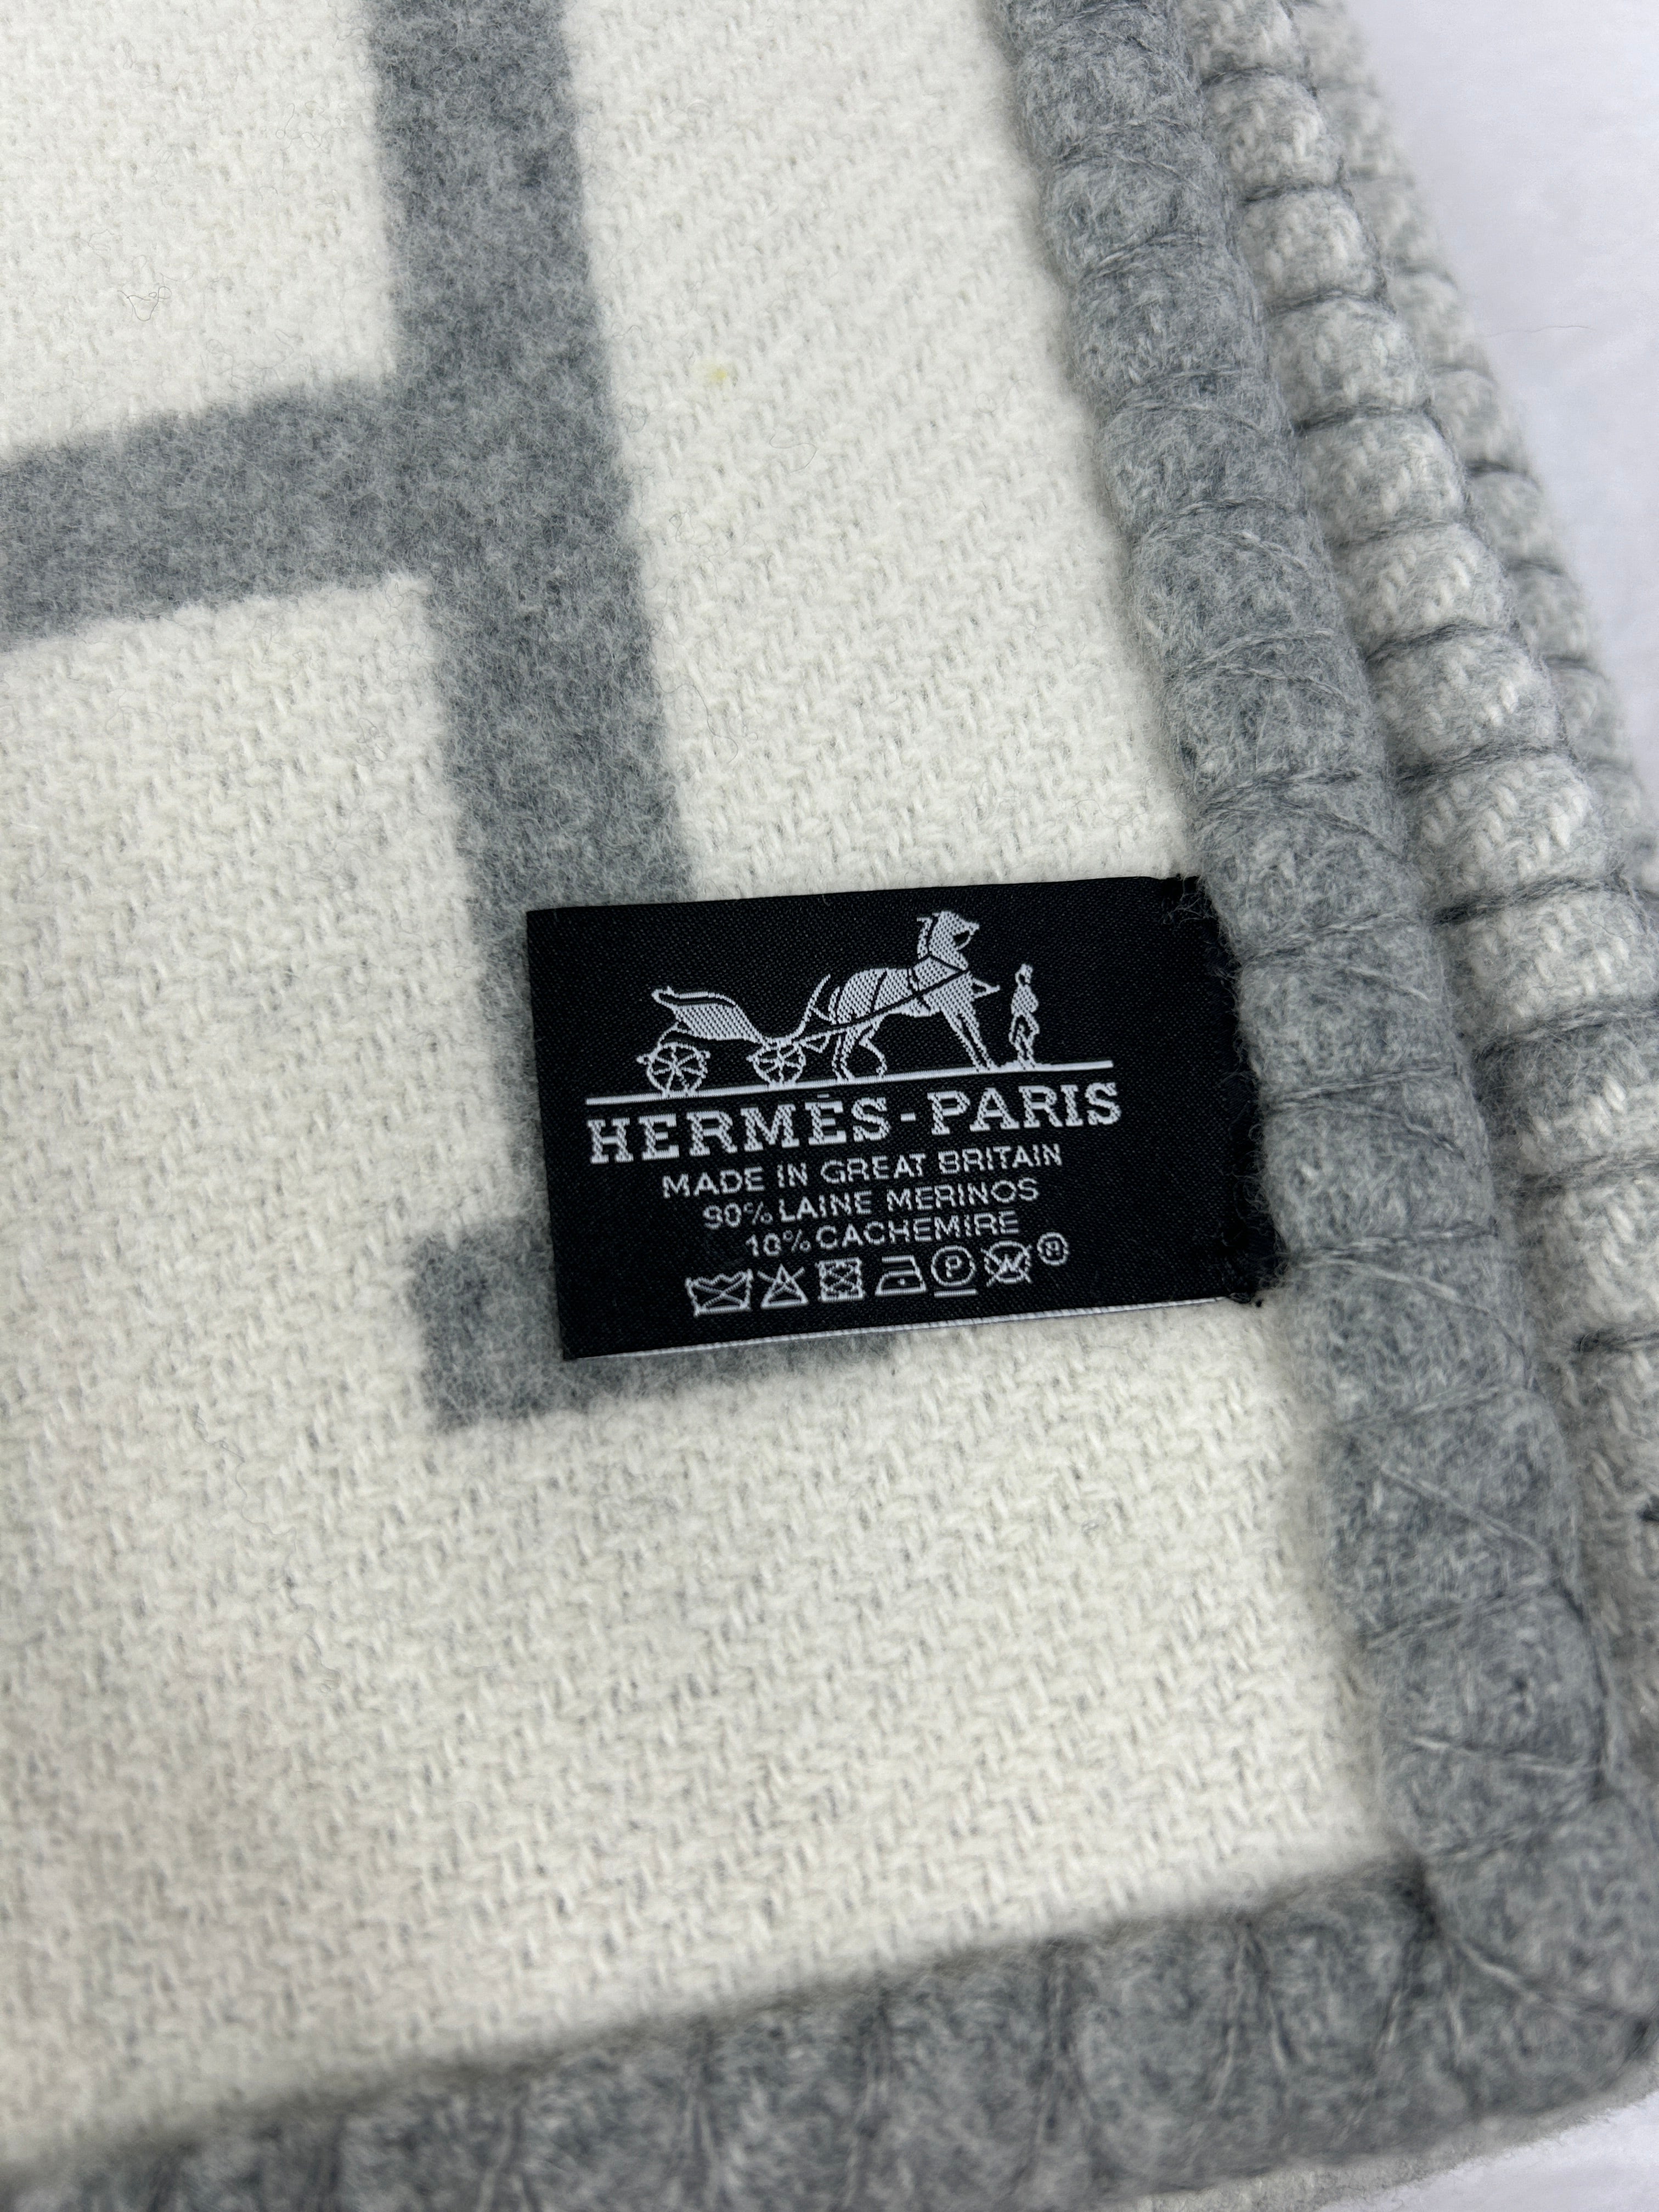 HERMÈS-PARIS
MADE IN GREAT BRITAIN
90% LAINE MERINOS
10% CACHEMIRE
P W ®